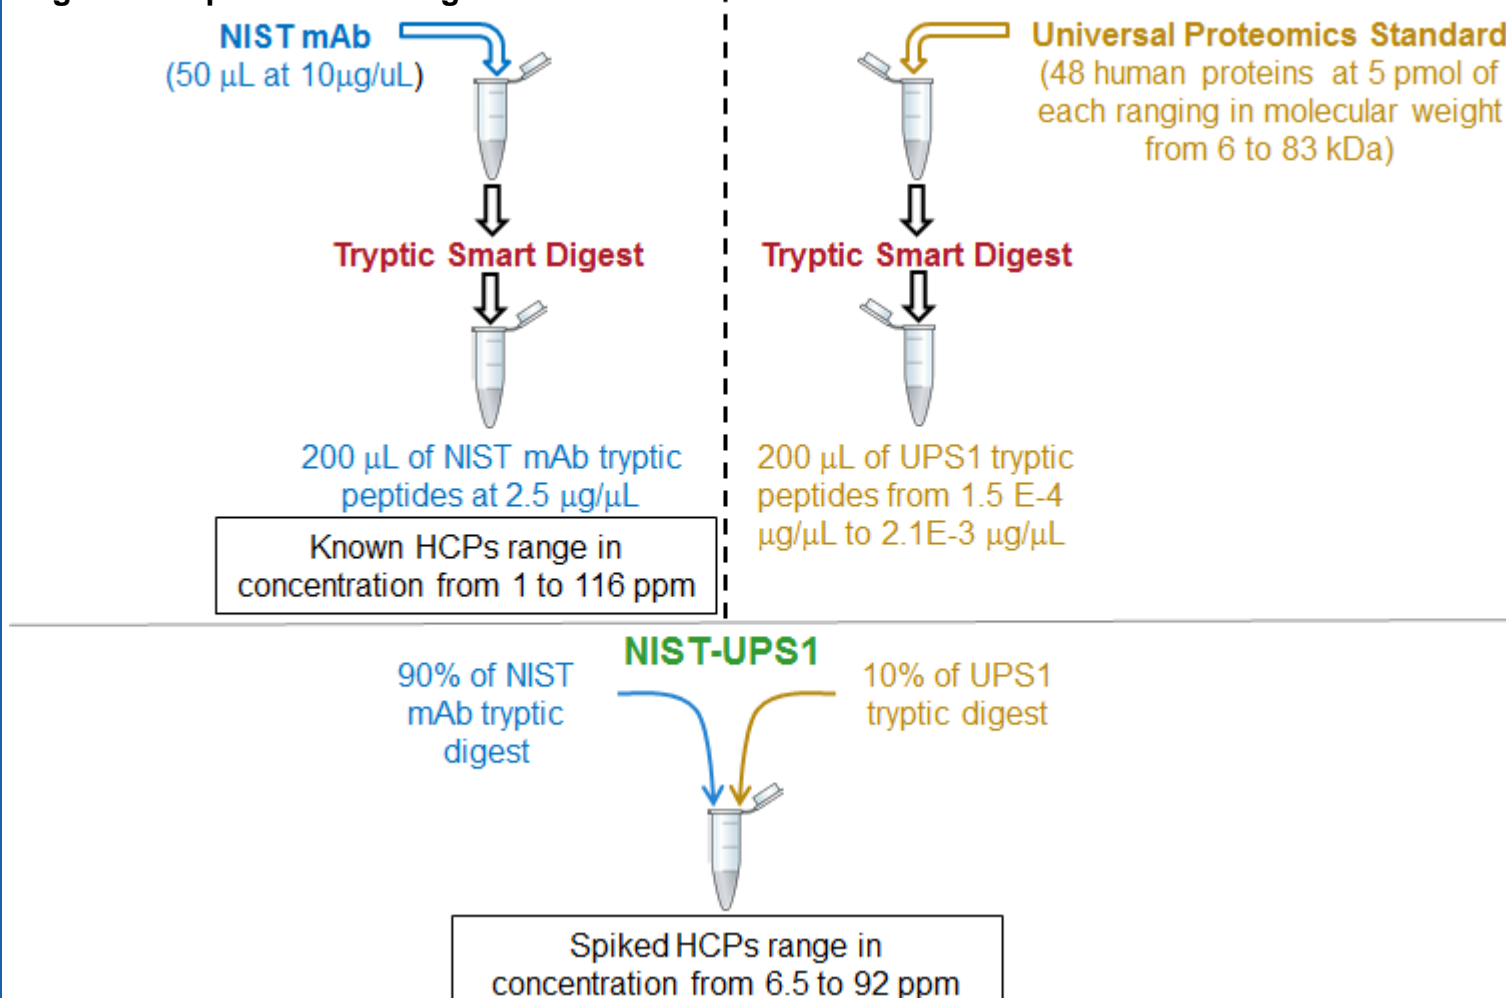 NIST mAb
(50 μL at 10μg/uL)
Universal Proteomics Standard
(48 human proteins at 5 pmol of
each ranging in molecular weight
from 6 to 83 kDa)
Tryptic Smart Digest
Tryptic Smart Digest
200 μL of NIST mAb tryptic
peptides at 2.5 μg/μL
200 μL of UPS1 tryptic
peptides from 1.5 E-4
μg/μL to 2.1E-3 μg/μL
Known HCPs range in
concentration from 1 to 116 ppm
NIST-UPS1
90% of NIST
mAb tryptic
digest
10% of UPS1
tryptic digest
Spiked HCPs range in
concentration from 6.5 to 92 ppm